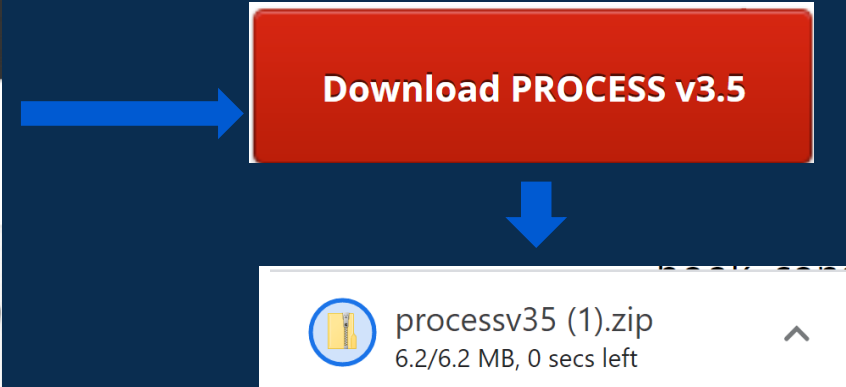 Download PROCESS v3.5
processv35 (1).zip
6.2/6.2 MB, 0 secs left